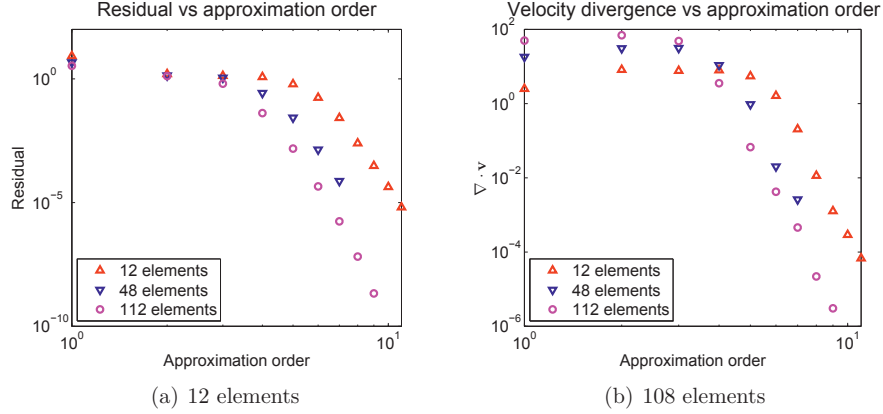 Residual vs approximation order
10^0
10^-5
10^-10
Residual
12 elements
48 elements
112 elements
10^0
10^1
Approximation order
(a) 12 elements
Velocity divergence vs approximation order
10^2
10^0
10^-2
10^-4
10^-6
∇ · v
12 elements
48 elements
112 elements
10^0
10^1
Approximation order
(b) 108 elements